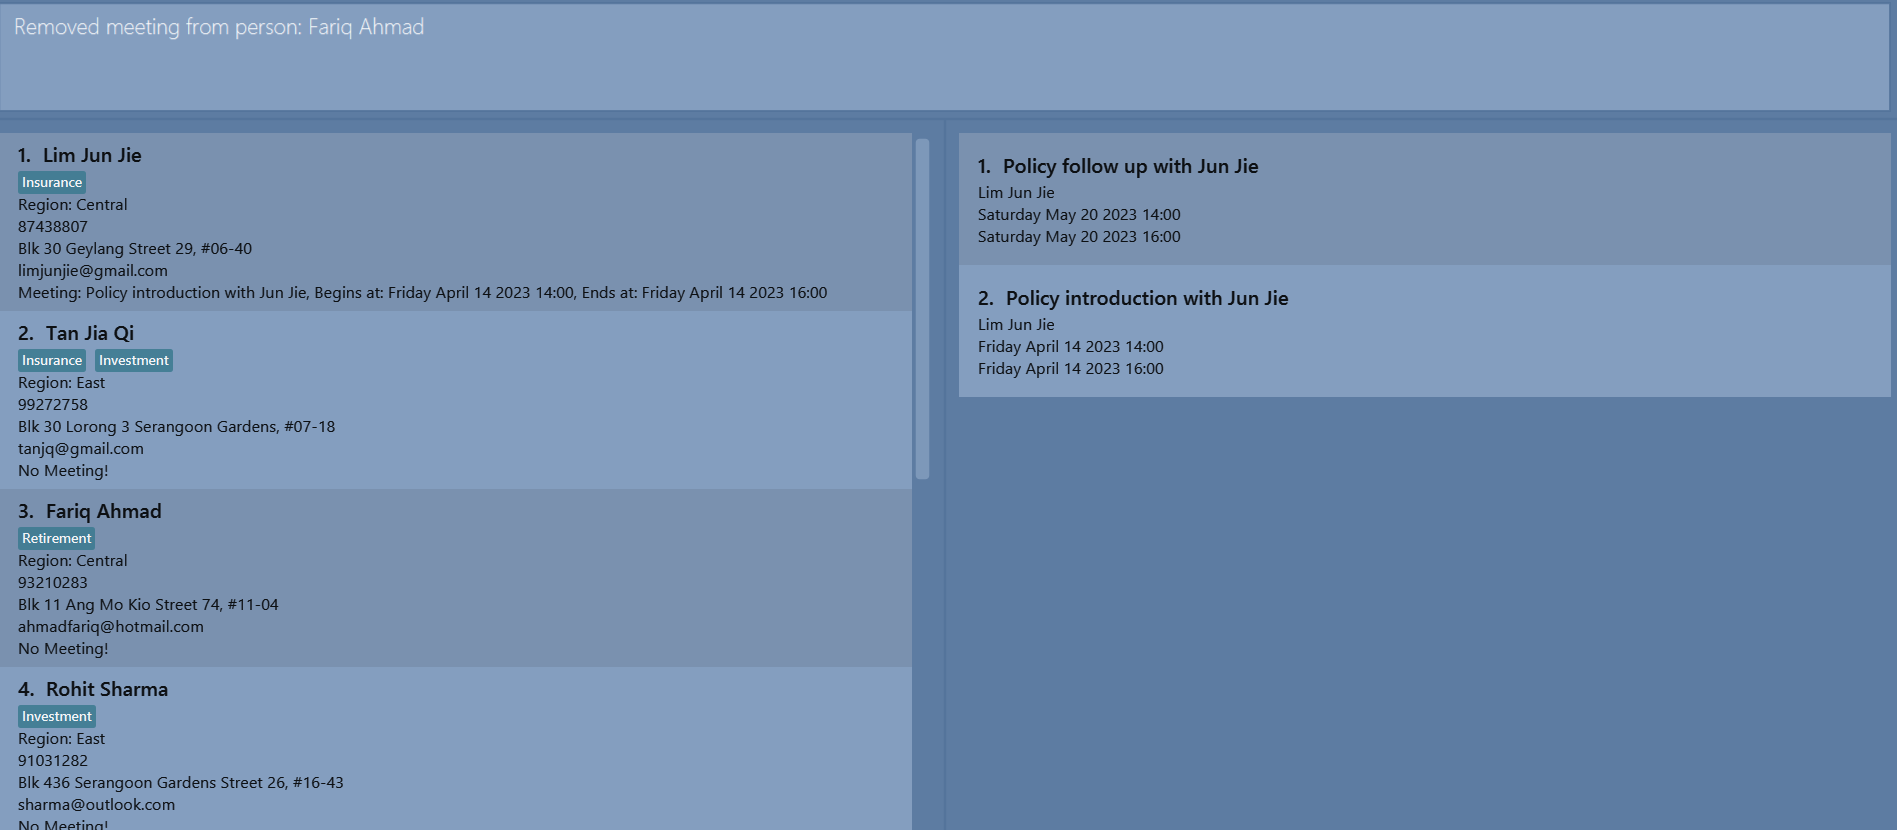 Removed meeting from person: Fariq Ahmad
1. Lim Jun Jie
Insurance
Region: Central
87438807
Blk 30 Geylang Street 29, #06-40
limjunjie@gmail.com
Meeting: Policy introduction with Jun Jie, Begins at: Friday April 14 2023 14:00, Ends at: Friday April 14 2023 16:00
2. Tan Jia Qi
Insurance Investment
Region: East
99272758
Blk 30 Lorong 3 Serangoon Gardens, #07-18
tanjq@gmail.com
No Meeting!
3. Fariq Ahmad
Retirement
Region: Central
93210283
Blk 11 Ang Mo Kio Street 74, #11-04
ahmadfariq@hotmail.com
No Meeting!
4. Rohit Sharma
Investment
Region: East
91031282
Blk 436 Serangoon Gardens Street 26, #16-43
sharma@outlook.com
No Meeting!
1. Policy follow up with Jun Jie
Lim Jun Jie
Saturday May 20 2023 14:00
Saturday May 20 2023 16:00
2. Policy introduction with Jun Jie
Lim Jun Jie
Friday April 14 2023 14:00
Friday April 14 2023 16:00